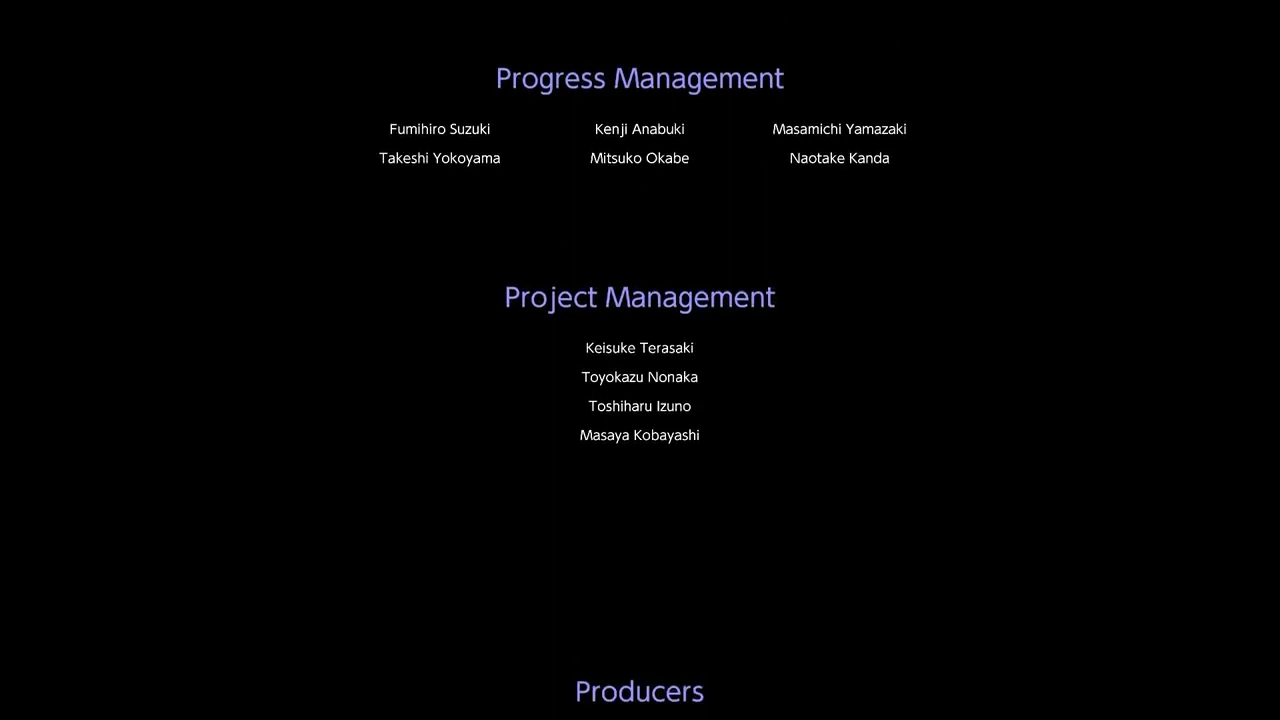 Progress Management
Fumihiro Suzuki Kenji Anabuki Masamichi Yamazaki
Takeshi Yokoyama Mitsuko Okabe Naotake Kanda
Project Management
Keisuke Terasaki
Toyokazu Nonaka
Toshiharu Izuno
Masaya Kobayashi
Producers